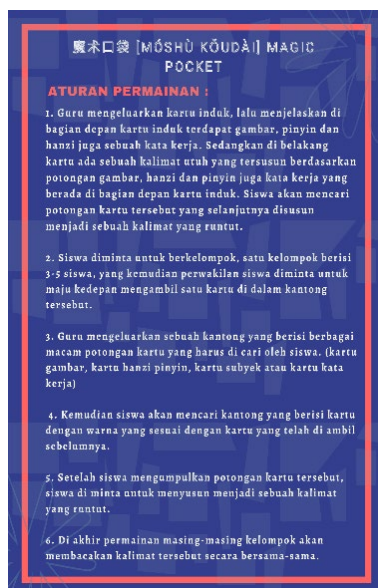 魔术口袋 [MÓSHÙ KǑUDÀI] MAGIC
POCKET
ATURAN PERMAINAN :
1. Guru mengeluarkan kartu induk, lalu menjelaskan di
bagian depan kartu induk terdapat gambar, pinyin dan
hanzi juga sebuah kata kerja. Sedangkan di belakang
kartu ada sebuah kalimat utuh yang tersusun berdasarkan
potongan gambar, hanzi dan pinyin juga kata kerja yang
berada di bagian depan kartu induk. Siswa akan mencari
potongan kartu tersebut yang selanjutnya disusun
menjadi sebuah kalimat yang runtut.
2. Siswa diminta untuk berkelompok, satu kelompok berisi
3-5 siswa, yang kemudian perwakilan siswa diminta untuk
maju kedepan mengambil satu kartu di dalam kantong
tersebut.
3. Guru mengeluarkan sebuah kantong yang berisi berbagai
macam potongan kartu yang harus di cari oleh siswa. (kartu
gambar, kartu hanzi pinyin, kartu subyek atau kartu kata
kerja)
4. Kemudian siswa akan mencari kantong yang berisi kartu
dengan warna yang sesuai dengan kartu yang telah di ambil
sebelumnya.
5. Setelah siswa mengumpulkan potongan kartu tersebut,
siswa di minta untuk menyusun menjadi sebuah kalimat
yang runtut.
6. Di akhir permainan masing-masing kelompok akan
membacakan kalimat tersebut secara bersama-sama.